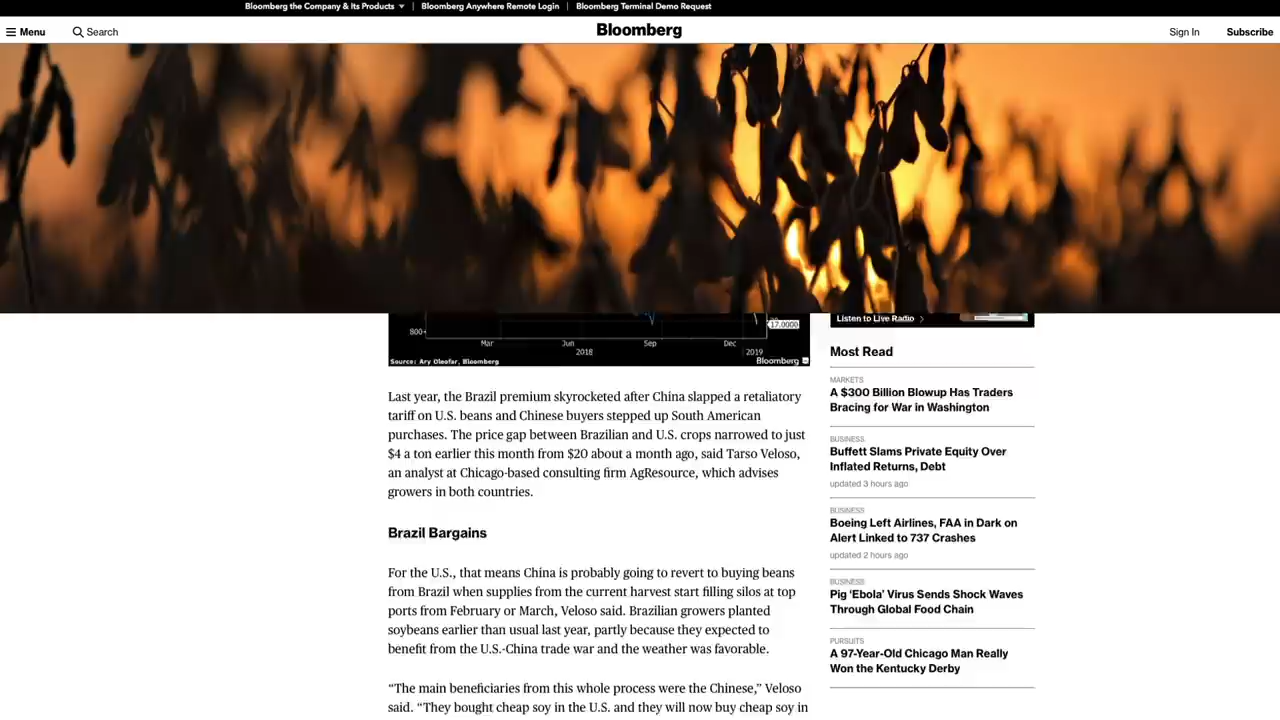 Bloomberg the Company & Its Products ▾ | Bloomberg Anywhere Remote Login | Bloomberg Terminal Demo Request
Menu
Search
Bloomberg
Sign In
Subscribe
800
17.0000
Mar Jun Sep Dec
2018 2019
Source: Ary Oleofar, Bloomberg
Bloomberg
Last year, the Brazil premium skyrocketed after China slapped a retaliatory
tariff on U.S. beans and Chinese buyers stepped up South American
purchases. The price gap between Brazilian and U.S. crops narrowed to just
$4 a ton earlier this month from $20 about a month ago, said Tarso Veloso,
an analyst at Chicago-based consulting firm AgResource, which advises
growers in both countries.
Brazil Bargains
For the U.S., that means China is probably going to revert to buying beans
from Brazil when supplies from the current harvest start filling silos at top
ports from February or March, Veloso said. Brazilian growers planted
soybeans earlier than usual last year, partly because they expected to
benefit from the U.S.-China trade war and the weather was favorable.
“The main beneficiaries from this whole process were the Chinese,” Veloso
said. “They bought cheap soy in the U.S. and they will now buy cheap soy in
Listen to Live Radio >
Most Read
MARKETS
A $300 Billion Blowup Has Traders
Bracing for War in Washington
BUSINESS
Buffett Slams Private Equity Over
Inflated Returns, Debt
updated 3 hours ago
BUSINESS
Boeing Left Airlines, FAA in Dark on
Alert Linked to 737 Crashes
updated 2 hours ago
BUSINESS
Pig ‘Ebola’ Virus Sends Shock Waves
Through Global Food Chain
PURSUITS
A 97-Year-Old Chicago Man Really
Won the Kentucky Derby